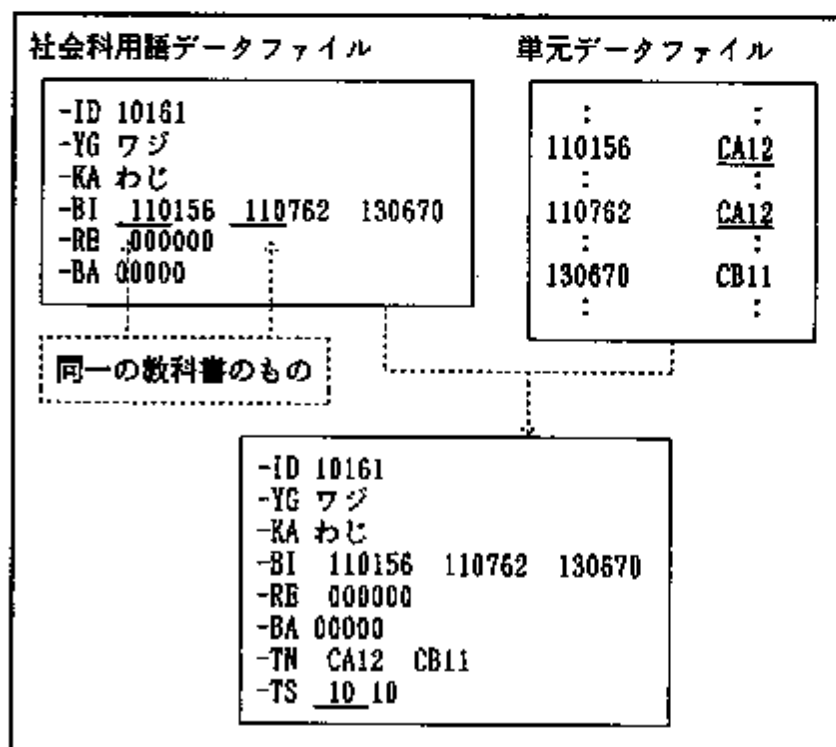 社会科用語データファイル
-ID 10161
-YG ワジ
-KA わじ
-BI 110156 110762 130670
-RE 000000
-BA 00000
同一の教科書のもの
単元データファイル
: :
110156 CA12
: :
110762 CA12
: :
130670 CB11
: :
-ID 10161
-YG ワジ
-KA わじ
-BI 110156 110762 130670
-RE 000000
-BA 00000
-TN CA12 CB11
-TS 10 10